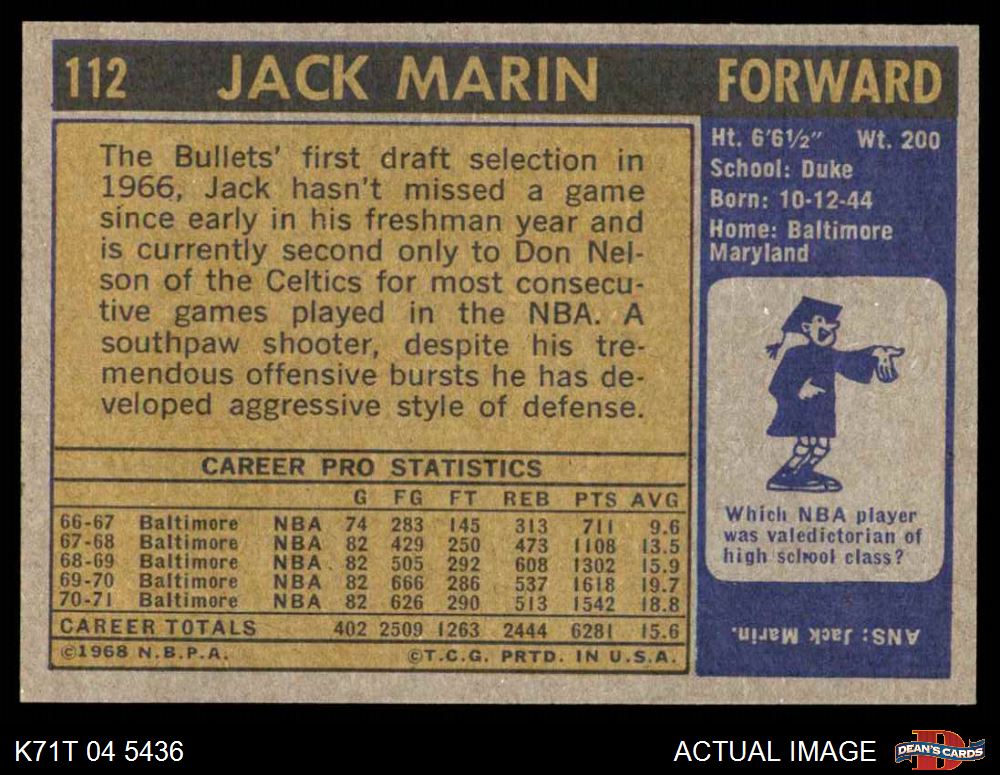 112 JACK MARIN FORWARD
The Bullets' first draft selection in
1966, Jack hasn't missed a game
since early in his freshman year and
is currently second only to Don Nel-
son of the Celtics for most consecu-
tive games played in the NBA. A
southpaw shooter, despite his tre-
mendous offensive bursts he has de-
veloped aggressive style of defense.
CAREER PRO STATISTICS
G FG FT REB PTS AVG
66-67 Baltimore NBA 74 283 145 313 711 9.6
67-68 Baltimore NBA 82 429 250 473 1108 13.5
68-69 Baltimore NBA 82 505 292 608 1302 15.9
69-70 Baltimore NBA 82 666 286 537 1618 19.7
70-71 Baltimore NBA 82 626 290 513 1542 18.8
CAREER TOTALS 402 2509 1263 2444 6281 15.6
©1968 N.B.P.A. ©T.C.G. PRTD. IN U.S.A.
Ht. 6'6½" Wt. 200
School: Duke
Born: 10-12-44
Home: Baltimore
Maryland
Which NBA player
was valedictorian of
high school class?
ANS: Jack Marin.
K71T 04 5436 ACTUAL IMAGE
DEAN'S CARDS